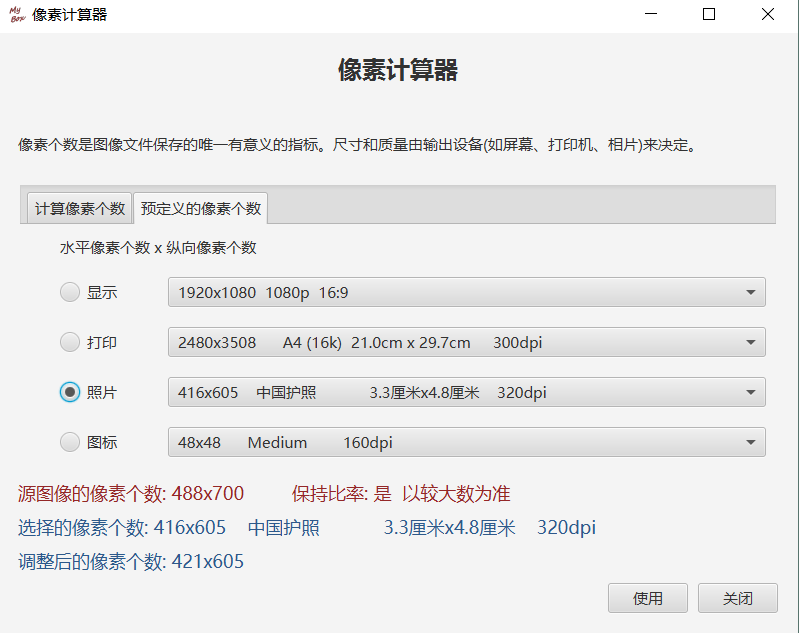 My Box 像素计算器
像素计算器
像素个数是图像文件保存的唯一有意义的指标。尺寸和质量由输出设备(如屏幕、打印机、相片)来决定。
计算像素个数 预定义的像素个数
水平像素个数 x 纵向像素个数
显示 1920x1080 1080p 16:9
打印 2480x3508 A4 (16k) 21.0cm x 29.7cm 300dpi
照片 416x605 中国护照 3.3厘米x4.8厘米 320dpi
图标 48x48 Medium 160dpi
源图像的像素个数: 488x700 保持比率: 是 以较大数为准
选择的像素个数: 416x605 中国护照 3.3厘米x4.8厘米 320dpi
调整后的像素个数: 421x605
使用 关闭